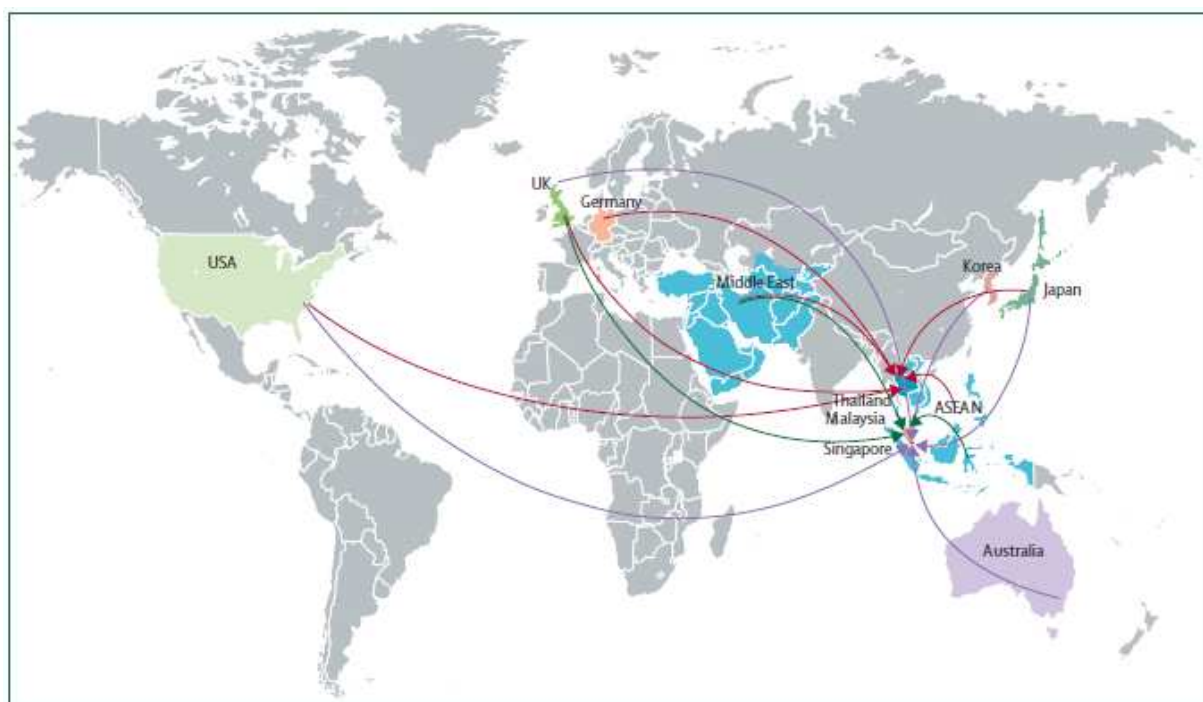 UK
Germany
USA
Middle East
Korea
Japan
Thailand
Malaysia
ASEAN
Singapore
Australia